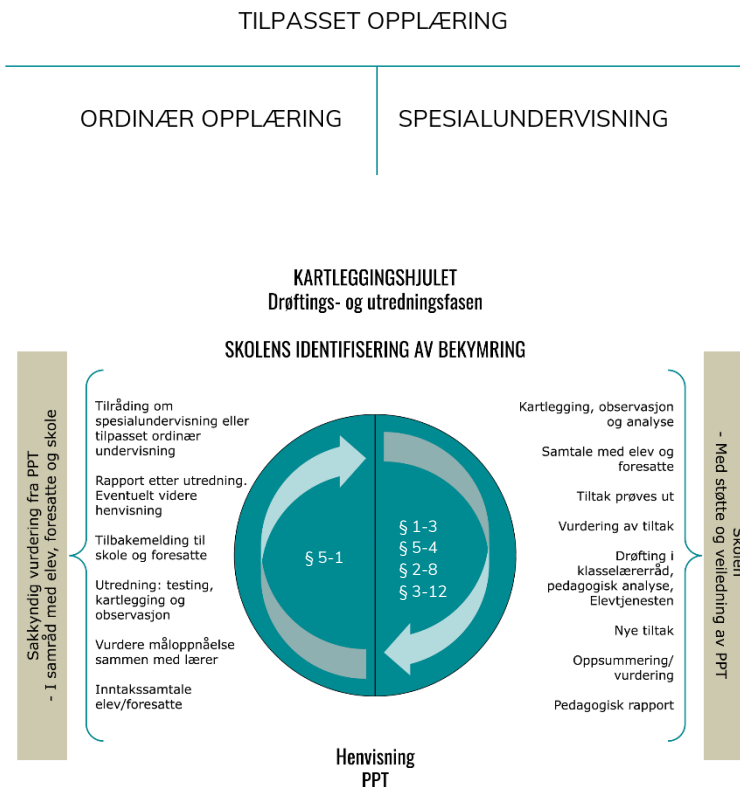 TILPASSET OPPLÆRING
ORDINÆR OPPLÆRING
SPESIALUNDERVISNING
KARTLEGGINGSHJULET
Drøftings- og utredningsfasen
SKOLENS IDENTIFISERING AV BEKYMRING
Sakkyndig vurdering fra PPT
- I samråd med elev, foresatte og skole
Tilråding om
spesialundervisning eller
tilpasset ordinær
undervisning
Rapport etter utredning.
Eventuelt videre
henvisning
Tilbakemelding til
skole og foresatte
Utredning: testing,
kartlegging og
observasjon
Vurdere måloppnåelse
sammen med lærer
Inntakssamtale
elev/foresatte
§ 5-1
§ 1-3
§ 5-4
§ 2-8
§ 3-12
Kartlegging, observasjon
og analyse
Samtale med elev og
foresatte
Tiltak prøves ut
Vurdering av tiltak
Drøfting i
klasselærerråd,
pedagogisk analyse,
Elevtjenesten
Nye tiltak
Oppsummering/
vurdering
Pedagogisk rapport
Skolen
- Med støtte og veiledning av PPT
Henvisning
PPT